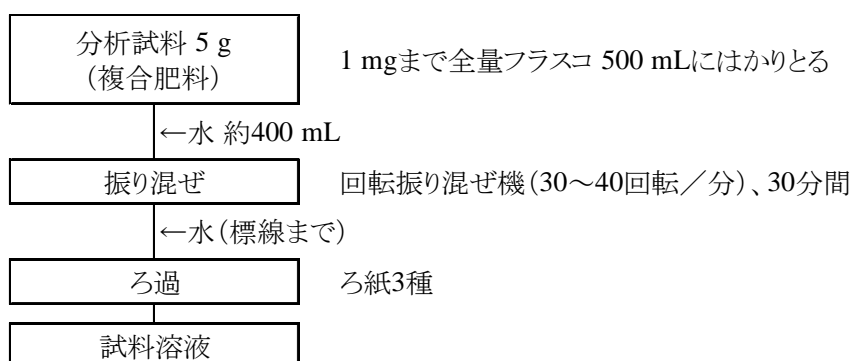 分析試料 5 g
（複合肥料）
1 mgまで全量フラスコ 500 mLにはかりとる
←水 約400 mL
振り混ぜ
回転振り混ぜ機（30～40回転／分）、30分間
←水（標線まで）
ろ過
ろ紙3種
試料溶液